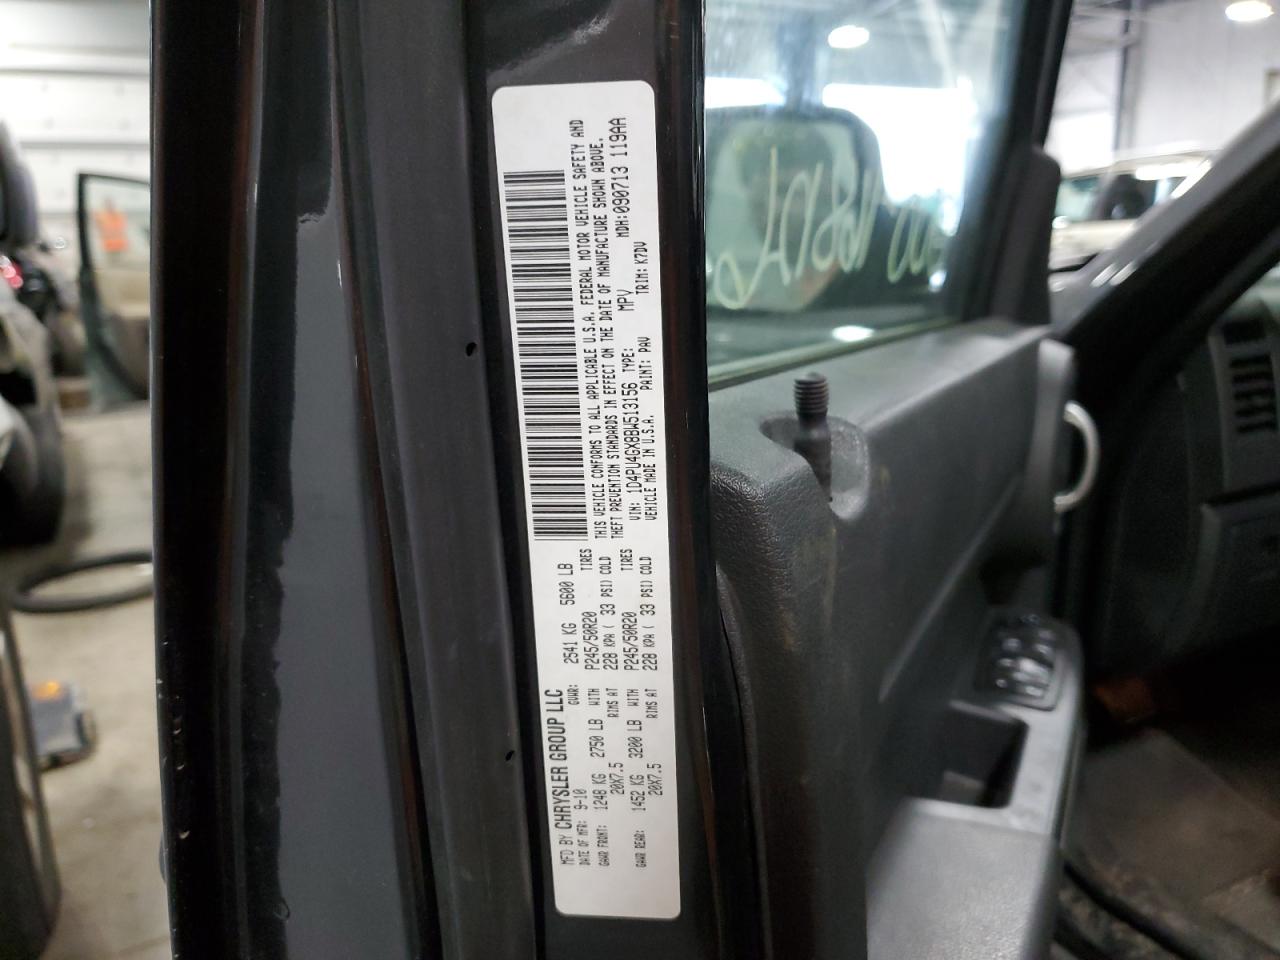 MFD BY CHRYSLER GROUP LLC
DATE OF MFR: 9-10 GVWR: 2541 KG 5600 LB
GAWR FRONT: 1248 KG 2750 LB WITH P245/50R20 TIRES
20X7.5 RIMS AT 228 KPA ( 33 PSI) COLD
GAWR REAR: 1452 KG 3200 LB WITH P245/50R20 TIRES
20X7.5 RIMS AT 228 KPA ( 33 PSI) COLD
THIS VEHICLE CONFORMS TO ALL APPLICABLE U.S.A. FEDERAL MOTOR VEHICLE SAFETY AND
THEFT PREVENTION STANDARDS IN EFFECT ON THE DATE OF MANUFACTURE SHOWN ABOVE.
VIN: 1D4PU4GX8BW513156 TYPE: MPV MDH:090713 119AA
VEHICLE MADE IN U.S.A. PAINT: PAV TRIM: K7DV